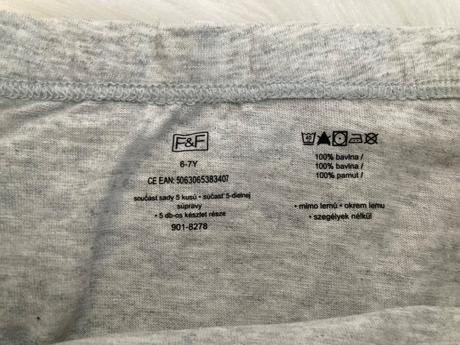 F&F
6-7Y
CE EAN: 5063065383407
součást sady 5 kusů • súčasť 5-dielnej
súpravy
• 5 db-os készlet része
901-8278
100% bavlna /
100% bavlna /
100% pamut /
• mimo lemů • okrem lemu
• szegélyek nélkül